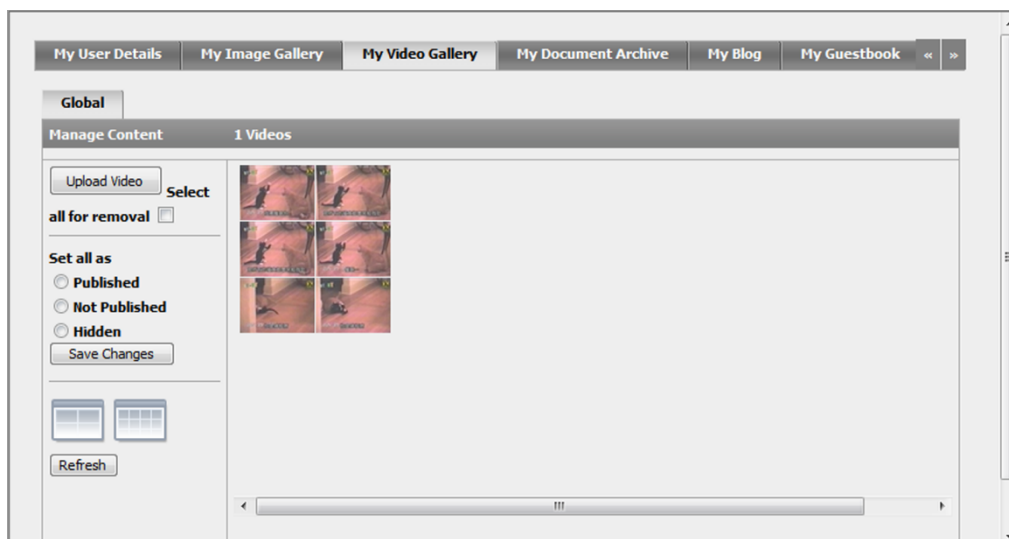 My User Details My Image Gallery My Video Gallery My Document Archive My Blog My Guestbook « »
Global
Manage Content 1 Videos
Upload Video Select
all for removal
Set all as
Published
Not Published
Hidden
Save Changes
Refresh